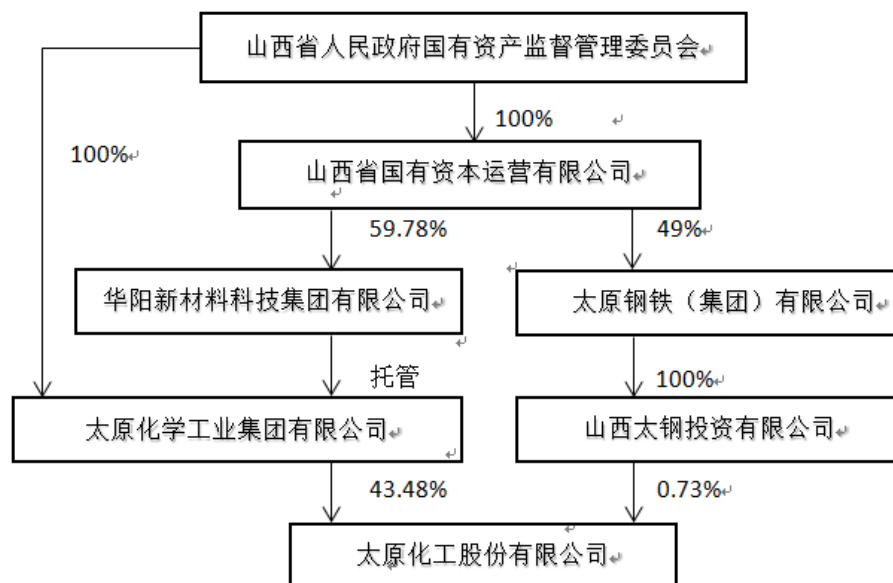 山西省人民政府国有资产监督管理委员会
100%
100%
山西省国有资本运营有限公司
59.78%
49%
华阳新材料科技集团有限公司
太原钢铁（集团）有限公司
托管
100%
太原化学工业集团有限公司
山西太钢投资有限公司
43.48%
0.73%
太原化工股份有限公司